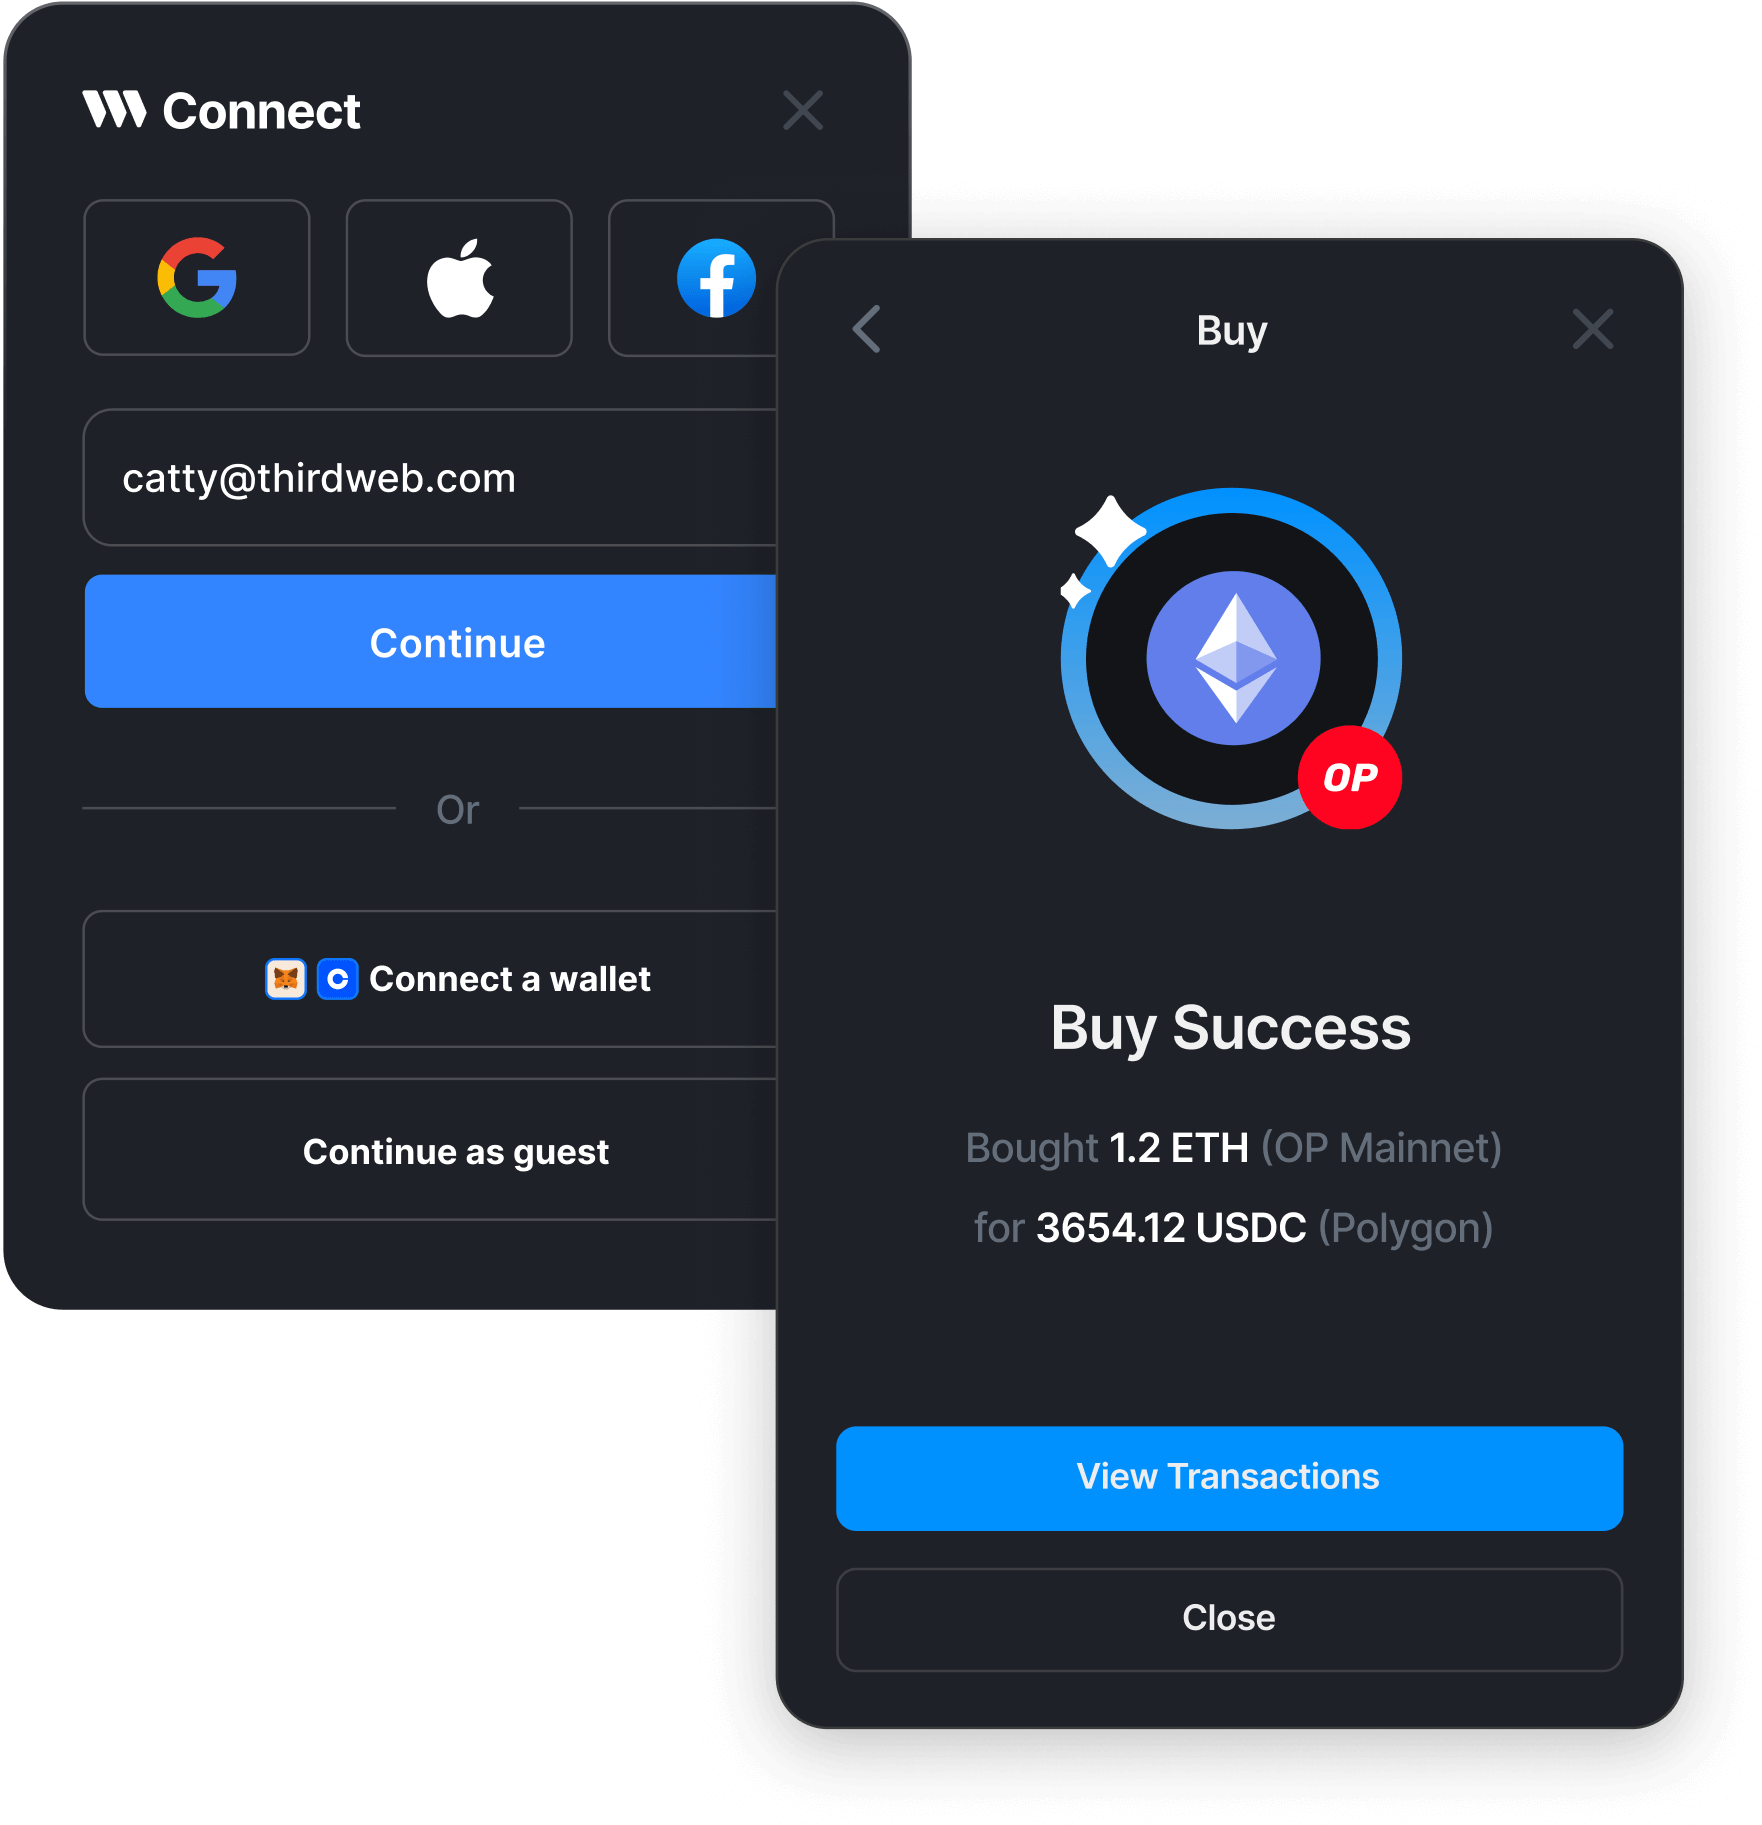 Connect
catty@thirdweb.com
Continue
Or
Connect a wallet
Continue as guest
Buy
OP
Buy Success
Bought 1.2 ETH (OP Mainnet)
for 3654.12 USDC (Polygon)
View Transactions
Close